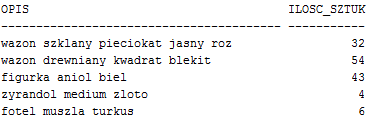 OPIS ILOSC_SZTUK
---------------------------------------- -----------
wazon szklany pieciokat jasny roz 32
wazon drewniany kwadrat blekit 54
figurka aniol biel 43
zyrandol medium zloto 4
fotel muszla turkus 6